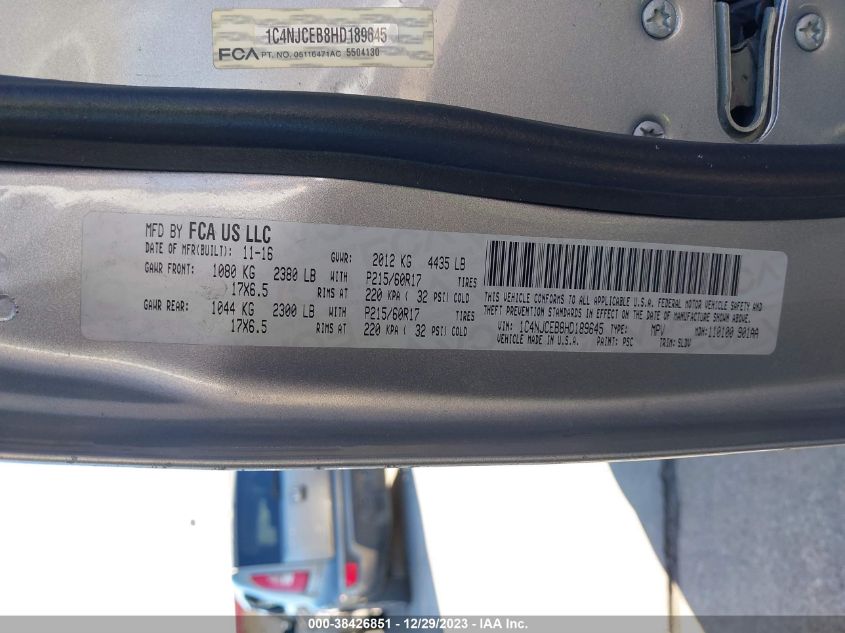 1C4NJCEB8HD189645
FCA PT. NO. 05116471AC 5504130
MFD BY FCA US LLC
DATE OF MFR(BUILT): 11-16 GVWR: 2012 KG 4435 LB
GAWR FRONT: 1080 KG 2380 LB WITH P215/60R17 TIRES
17X6.5 RIMS AT 220 KPA ( 32 PSI) COLD
GAWR REAR: 1044 KG 2300 LB WITH P215/60R17 TIRES
17X6.5 RIMS AT 220 KPA ( 32 PSI) COLD
THIS VEHICLE CONFORMS TO ALL APPLICABLE U.S.A. FEDERAL MOTOR VEHICLE SAFETY AND
THEFT PREVENTION STANDARDS IN EFFECT ON THE DATE OF MANUFACTURE SHOWN ABOVE.
VIN: 1C4NJCEB8HD189645 TYPE: MPV MDH: 110100 901AA
VEHICLE MADE IN U.S.A. PAINT: PSC TRIM: SLDV
000-38426851 - 12/29/2023 - IAA Inc.